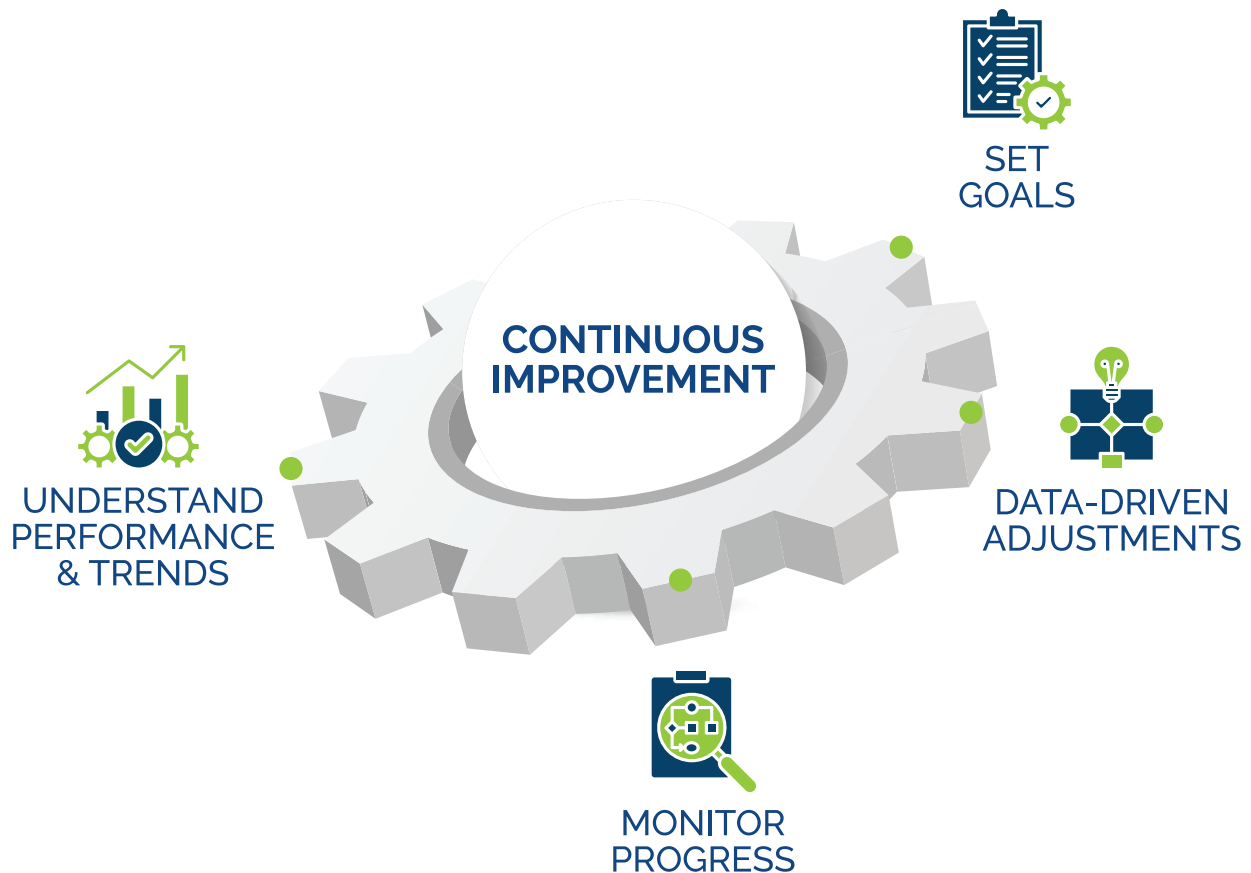 SET
GOALS
CONTINUOUS
IMPROVEMENT
UNDERSTAND
PERFORMANCE
& TRENDS
DATA-DRIVEN
ADJUSTMENTS
MONITOR
PROGRESS